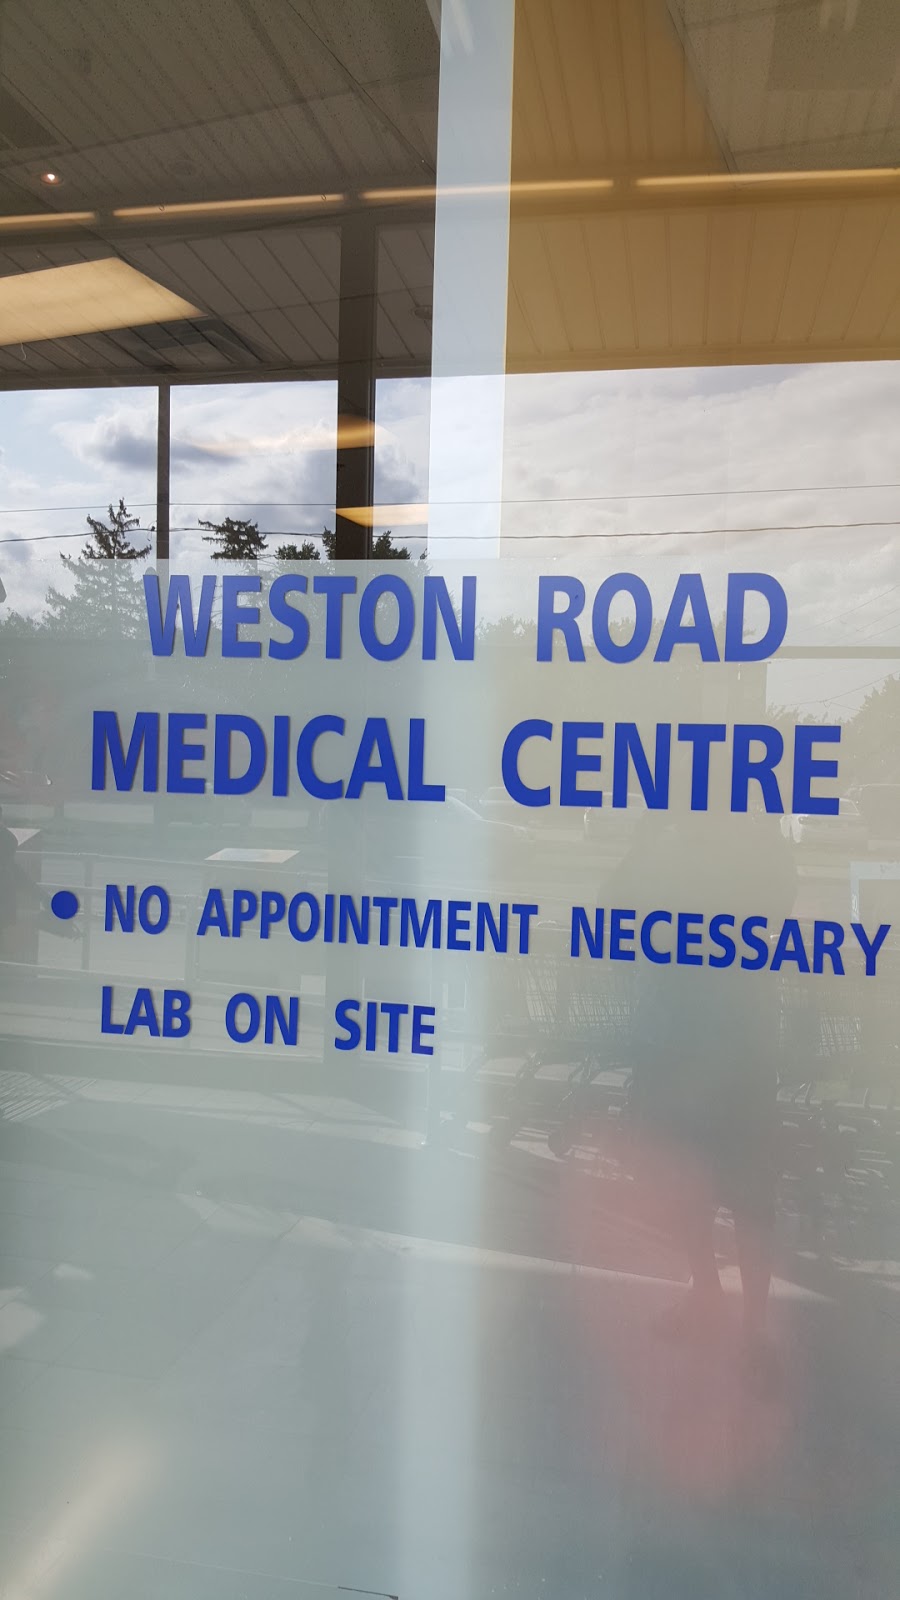 WESTON ROAD
MEDICAL CENTRE
• NO APPOINTMENT NECESSARY
LAB ON SITE